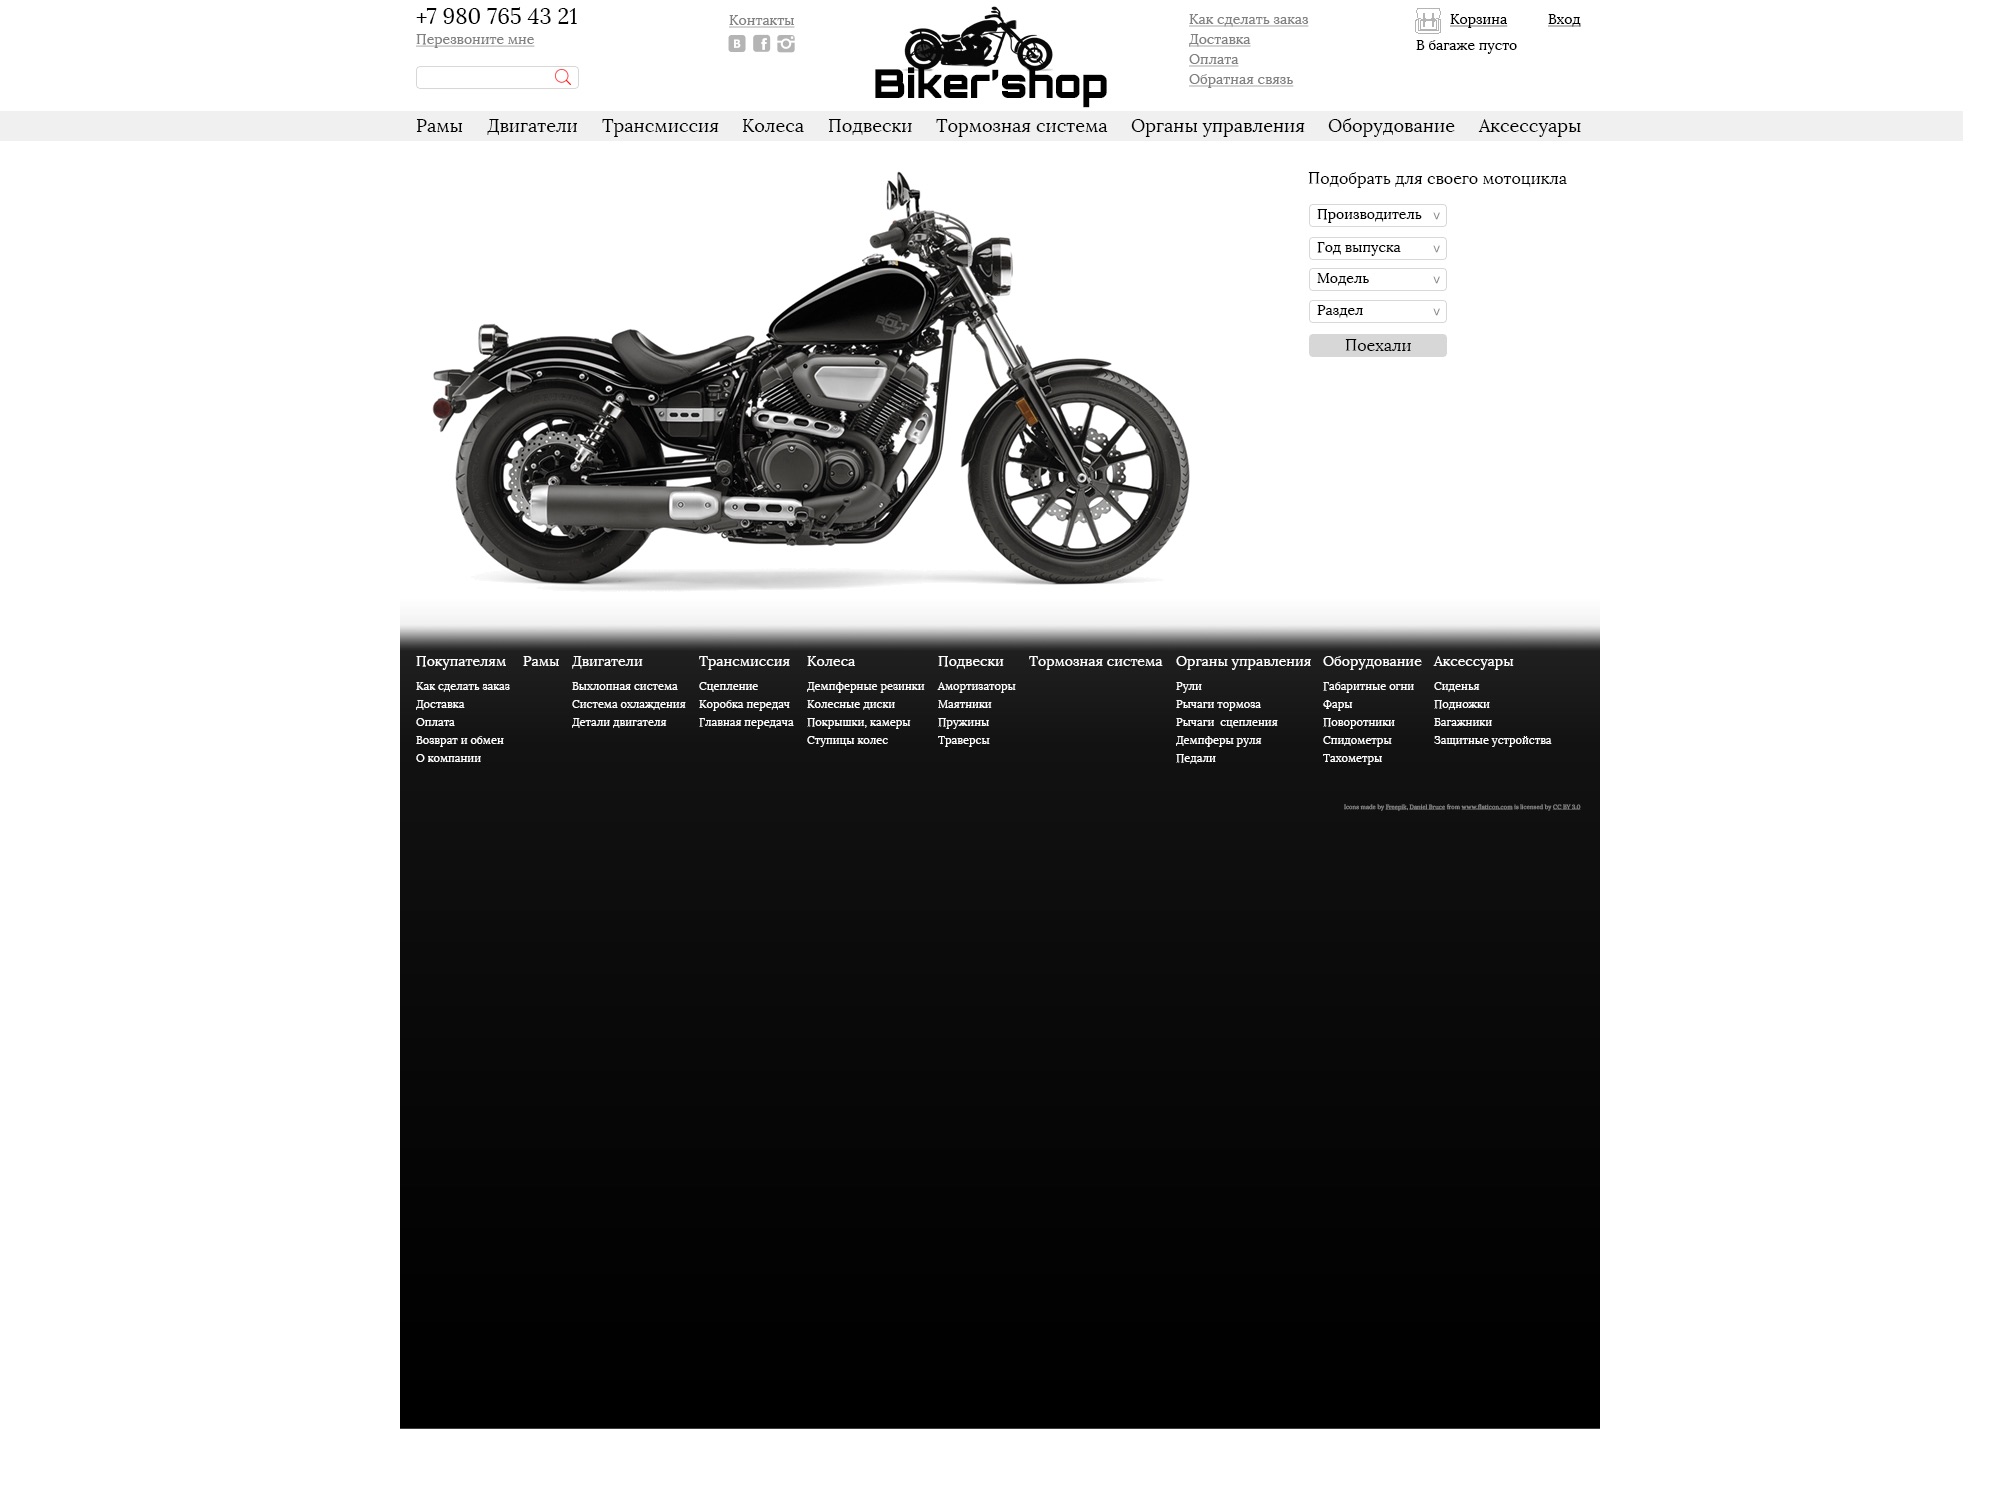 +7 980 765 43 21
Перезвоните мне
Контакты
Biker'shop
Как сделать заказ
Доставка
Оплата
Обратная связь
Корзина
Вход
В багаже пусто
Рамы Двигатели Трансмиссия Колеса Подвески Тормозная система Органы управления Оборудование Аксессуары
BOLT
Подобрать для своего мотоцикла
Производитель
Год выпуска
Модель
Раздел
Поехали
Покупателям
Как сделать заказ
Доставка
Оплата
Возврат и обмен
О компании
Рамы
Двигатели
Выхлопная система
Система охлаждения
Детали двигателя
Трансмиссия
Сцепление
Коробка передач
Главная передача
Колеса
Демпферные резинки
Колесные диски
Покрышки, камеры
Ступицы колес
Подвески
Амортизаторы
Маятники
Пружины
Траверсы
Тормозная система
Органы управления
Рули
Рычаги тормоза
Рычаги сцепления
Демпферы руля
Педали
Оборудование
Габаритные огни
Фары
Поворотники
Спидометры
Тахометры
Аксессуары
Сиденья
Подножки
Багажники
Защитные устройства
Icons made by Freepik, Daniel Bruce from www.flaticon.com is licensed by CC BY 3.0